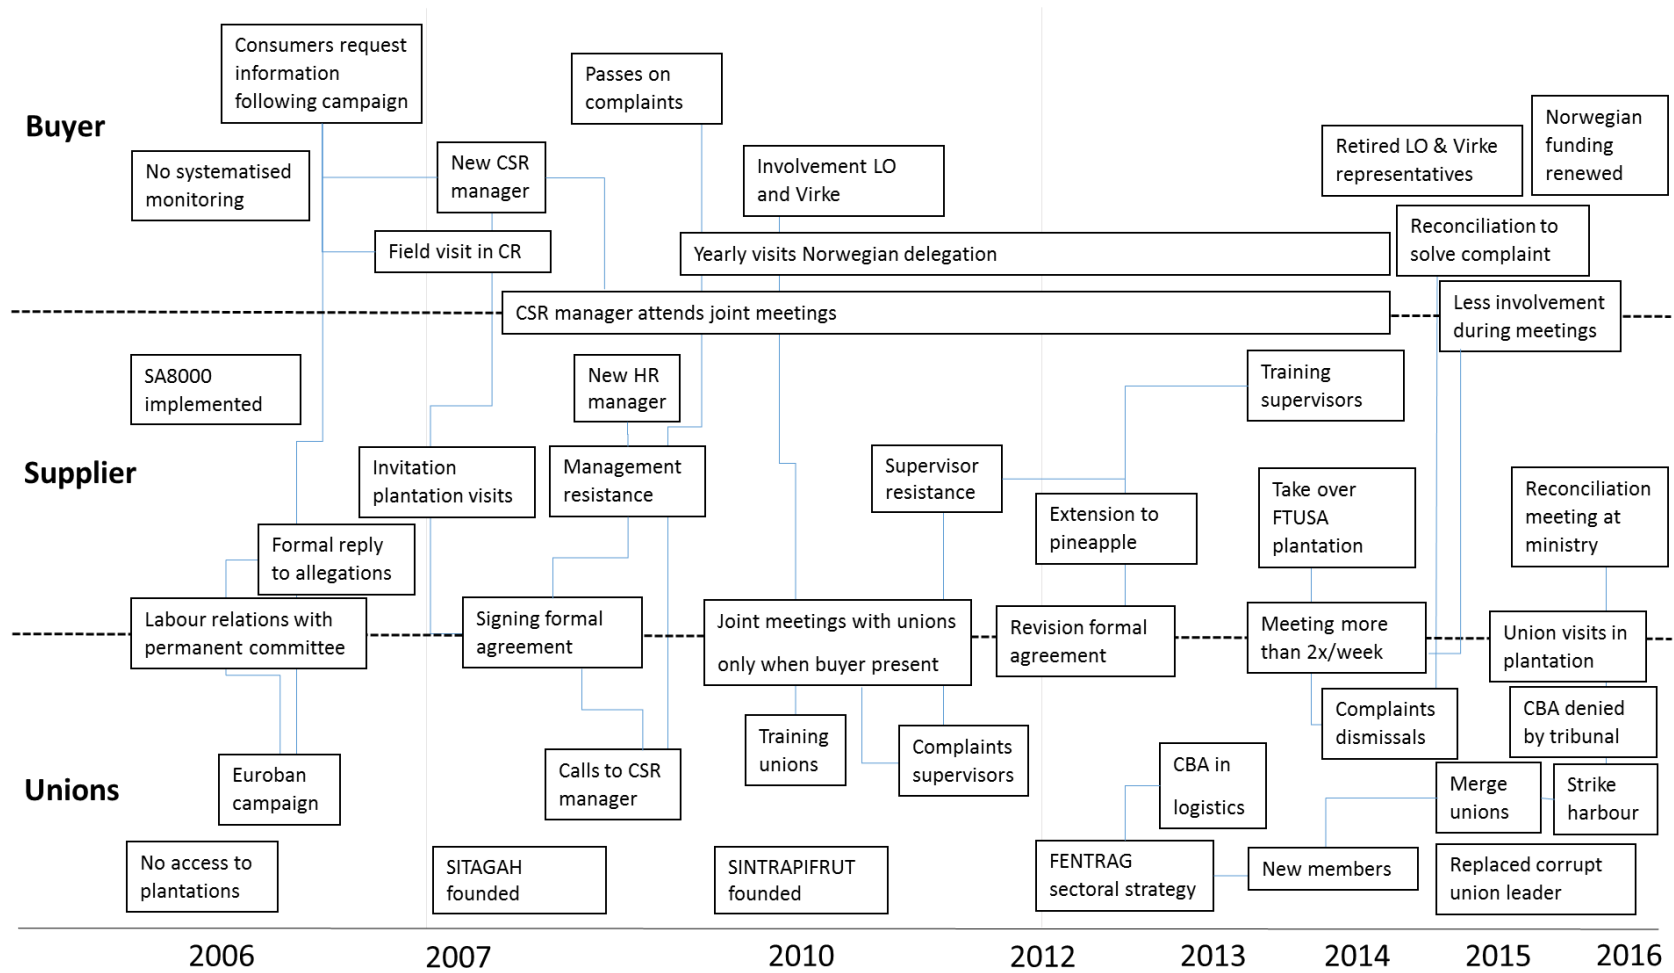 Consumers request
information
following campaign
Passes on
complaints
Buyer
Norwegian
funding
renewed
Retired LO & Virke
representatives
No systematised
monitoring
New CSR
manager
Involvement LO
and Virke
Field visit in CR
Yearly visits Norwegian delegation
Reconciliation to
solve complaint
CSR manager attends joint meetings
Less involvement
during meetings
SA8000
implemented
New HR
manager
Training
supervisors
Supplier
Invitation
plantation visits
Management
resistance
Supervisor
resistance
Extension to
pineapple
Take over
FTUSA
plantation
Reconciliation
meeting at
ministry
Formal reply
to allegations
Labour relations with
permanent committee
Signing formal
agreement
Joint meetings with unions
only when buyer present
Revision formal
agreement
Meeting more
than 2x/week
Union visits in
plantation
Complaints
dismissals
CBA denied
by tribunal
Unions
Euroban
campaign
Calls to CSR
manager
Training
unions
Complaints
supervisors
CBA in
logistics
Merge
unions
Strike
harbour
No access to
plantations
SITAGAH
founded
SINTRAPIFRUT
founded
FENTRAG
sectoral strategy
New members
Replaced corrupt
union leader
2006
2007
2010
2012
2013
2014
2015
2016